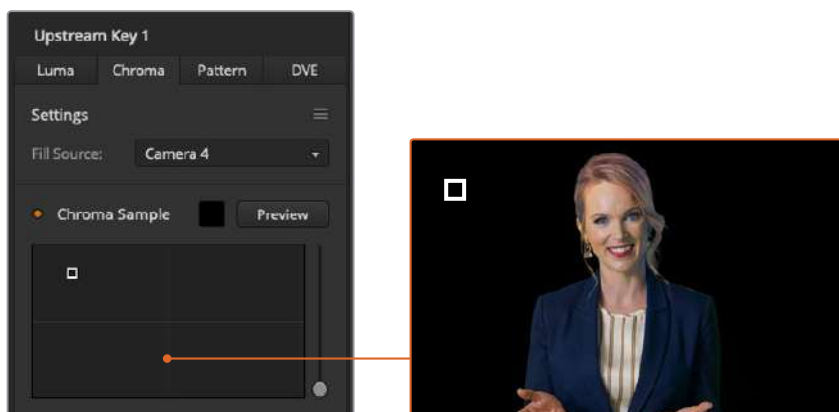 Upstream Key 1
Luma Chroma Pattern DVE
Settings
Fill Source: Camera 4
Chroma Sample Preview